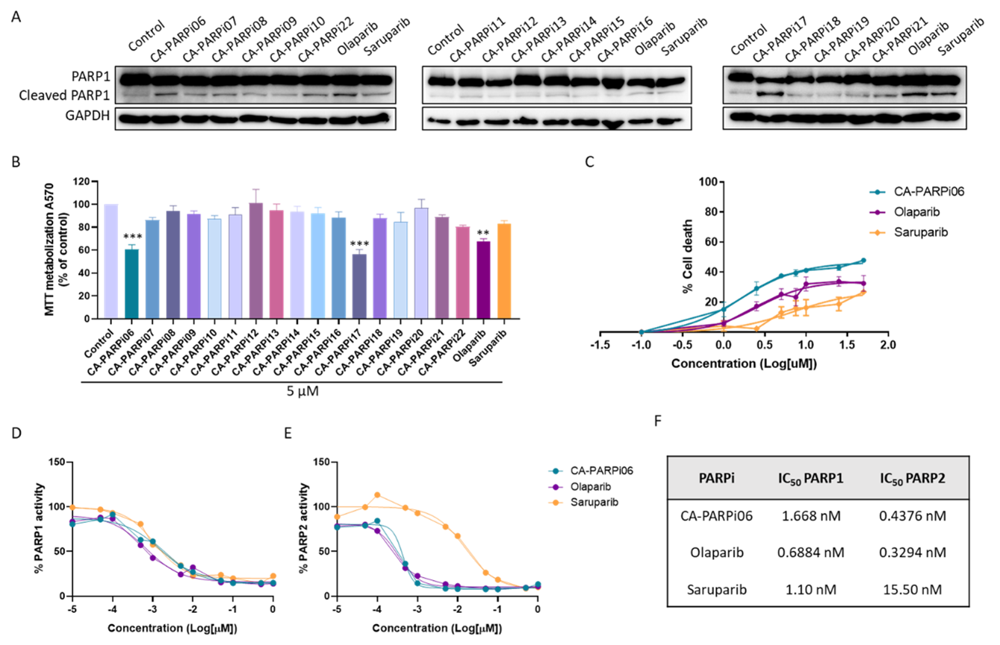 A
Control
CA-PARPi06
CA-PARPi07
CA-PARPi08
CA-PARPi09
CA-PARPi10
CA-PARPi22
Olaparib
Saruparib
Control
CA-PARPi11
CA-PARPi12
CA-PARPi13
CA-PARPi14
CA-PARPi15
CA-PARPi16
Olaparib
Saruparib
Control
CA-PARPi17
CA-PARPi18
CA-PARPi19
CA-PARPi20
CA-PARPi21
Olaparib
Saruparib
PARP1
Cleaved PARP1
GAPDH
B
MTT metabolization A570
(% of control)
120
100
80
60
40
20
0
***
***
**
Control
CA-PARPi06
CA-PARPi07
CA-PARPi08
CA-PARPi09
CA-PARPi10
CA-PARPi11
CA-PARPi12
CA-PARPi13
CA-PARPi14
CA-PARPi15
CA-PARPi16
CA-PARPi17
CA-PARPi18
CA-PARPi19
CA-PARPi20
CA-PARPi21
CA-PARPi22
Olaparib
Saruparib
5 µM
C
% Cell death
100
80
60
40
20
-1.5 -1.0 -0.5 0.0 0.5 1.0 1.5 2.0
Concentration (Log[uM])
CA-PARPi06
Olaparib
Saruparib
D
% PARP1 activity
150
100
50
0
-5 -4 -3 -2 -1 0
Concentration (Log[µM])
E
% PARP2 activity
150
100
50
0
-5 -4 -3 -2 -1 0
Concentration (Log[µM])
CA-PARPi06
Olaparib
Saruparib
F
PARPi IC50 PARP1 IC50 PARP2
CA-PARPi06 1.668 nM 0.4376 nM
Olaparib 0.6884 nM 0.3294 nM
Saruparib 1.10 nM 15.50 nM